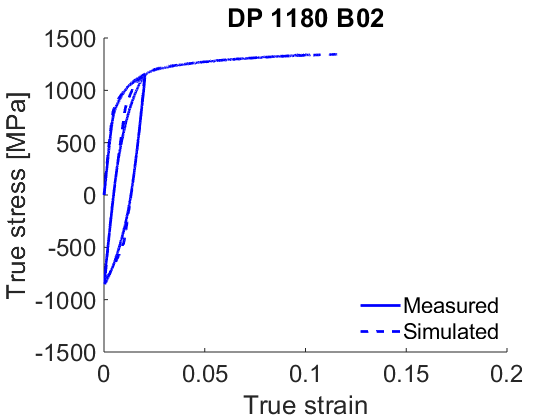 DP 1180 B02
True stress [MPa]
1500
1000
500
0
-500
-1000
-1500
Measured
Simulated
0 0.05 0.1 0.15 0.2
True strain